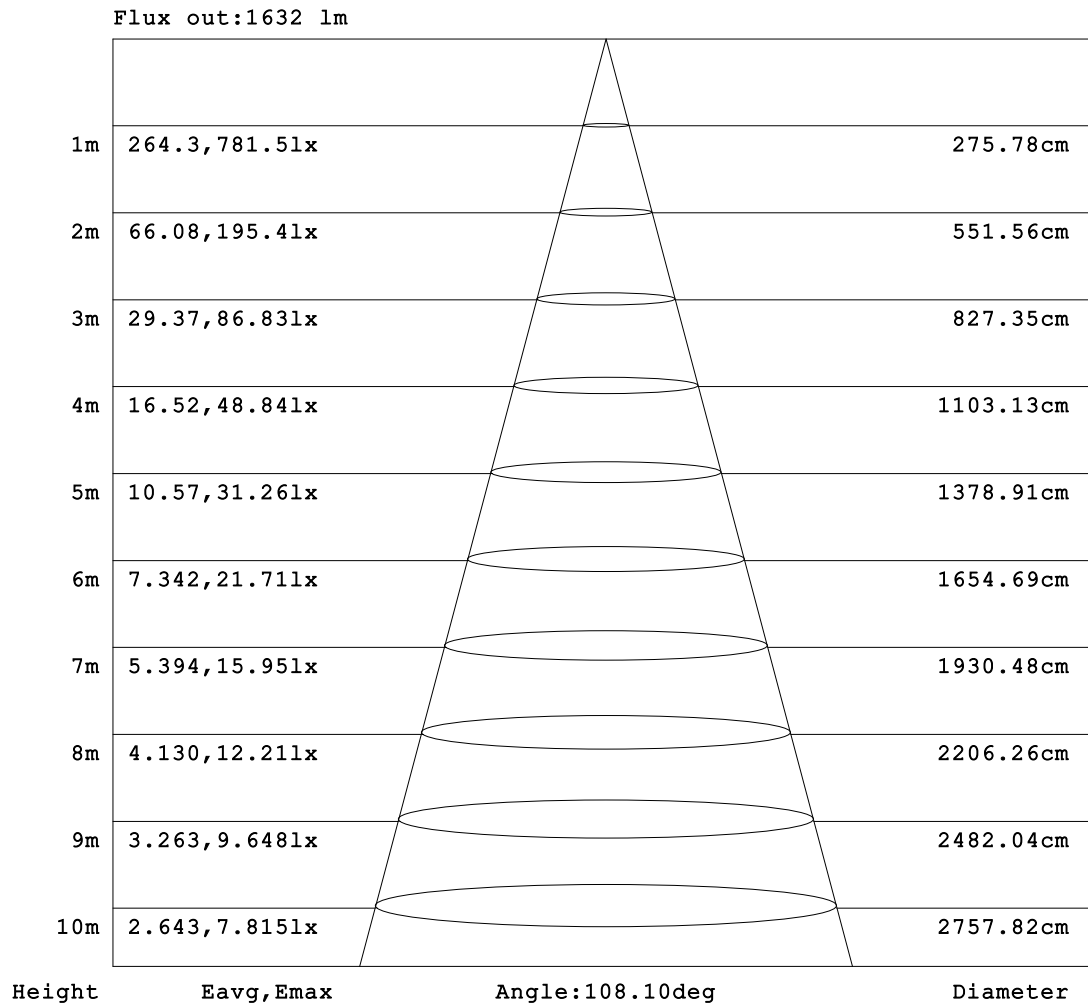 Flux out:1632 lm
1m 264.3,781.5lx 275.78cm
2m 66.08,195.4lx 551.56cm
3m 29.37,86.83lx 827.35cm
4m 16.52,48.84lx 1103.13cm
5m 10.57,31.26lx 1378.91cm
6m 7.342,21.71lx 1654.69cm
7m 5.394,15.95lx 1930.48cm
8m 4.130,12.21lx 2206.26cm
9m 3.263,9.648lx 2482.04cm
10m 2.643,7.815lx 2757.82cm
Height Eavg,Emax Angle:108.10deg Diameter